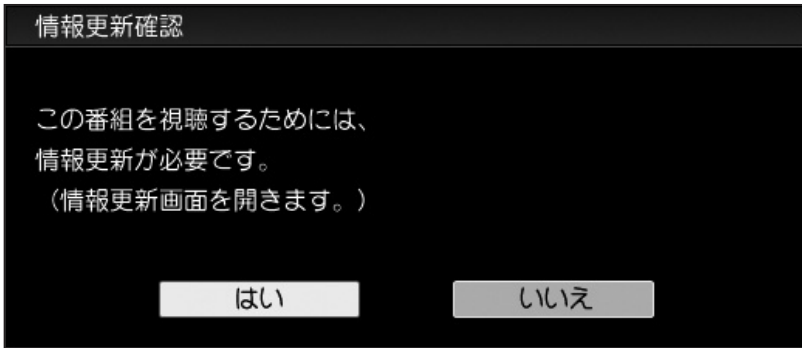 情報更新確認
この番組を視聴するためには、
情報更新が必要です。
（情報更新画面を開きます。）
はい
いいえ